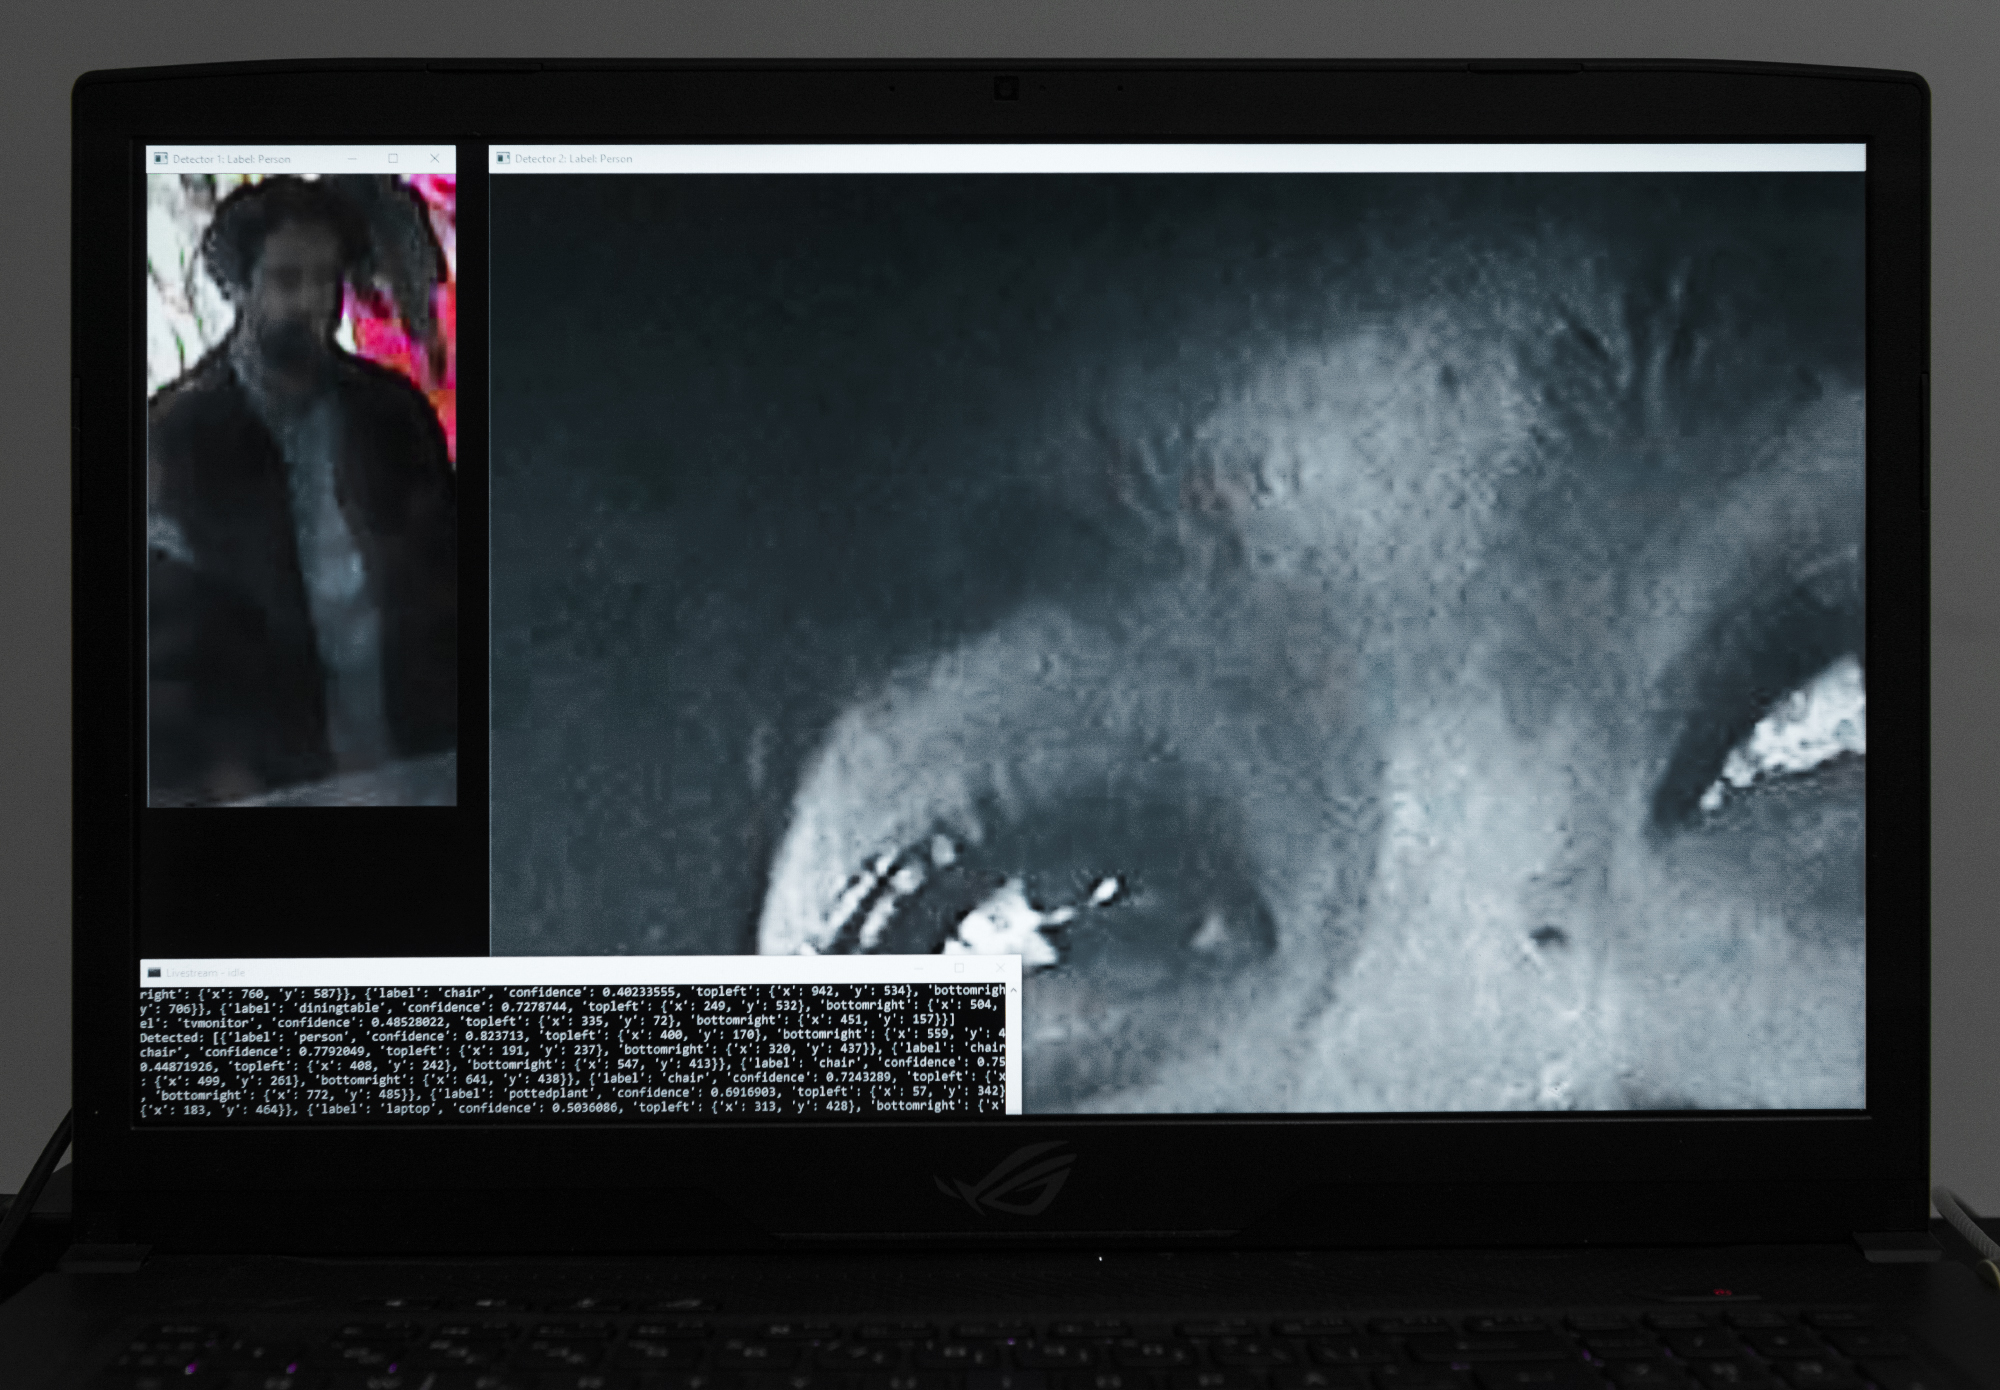 Detector 1: Label: Person
Detector 2: Label: Person
Livestream - idle
right': {'x': 760, 'y': 587}}, {'label': 'chair', 'confidence': 0.40233555, 'topleft': {'x': 942, 'y': 534}, 'bottomrigh
y': 706}}, {'label': 'diningtable', 'confidence': 0.7278744, 'topleft': {'x': 249, 'y': 532}, 'bottomright': {'x': 504,
el': 'tvmonitor', 'confidence': 0.48528022, 'topleft': {'x': 335, 'y': 72}, 'bottomright': {'x': 451, 'y': 157}}]
Detected: [{'label': 'person', 'confidence': 0.823713, 'topleft': {'x': 400, 'y': 170}, 'bottomright': {'x': 559, 'y': 4
chair', 'confidence': 0.7792049, 'topleft': {'x': 191, 'y': 237}, 'bottomright': {'x': 320, 'y': 437}}, {'label': 'chair
0.44871926, 'topleft': {'x': 408, 'y': 242}, 'bottomright': {'x': 547, 'y': 413}}, {'label': 'chair', 'confidence': 0.75
: {'x': 499, 'y': 261}, 'bottomright': {'x': 641, 'y': 438}}, {'label': 'chair', 'confidence': 0.7243289, 'topleft': {'x
, 'bottomright': {'x': 772, 'y': 485}}, {'label': 'pottedplant', 'confidence': 0.6916903, 'topleft': {'x': 57, 'y': 342}
{'x': 183, 'y': 464}}, {'label': 'laptop', 'confidence': 0.5036086, 'topleft': {'x': 313, 'y': 428}, 'bottomright': {'x'